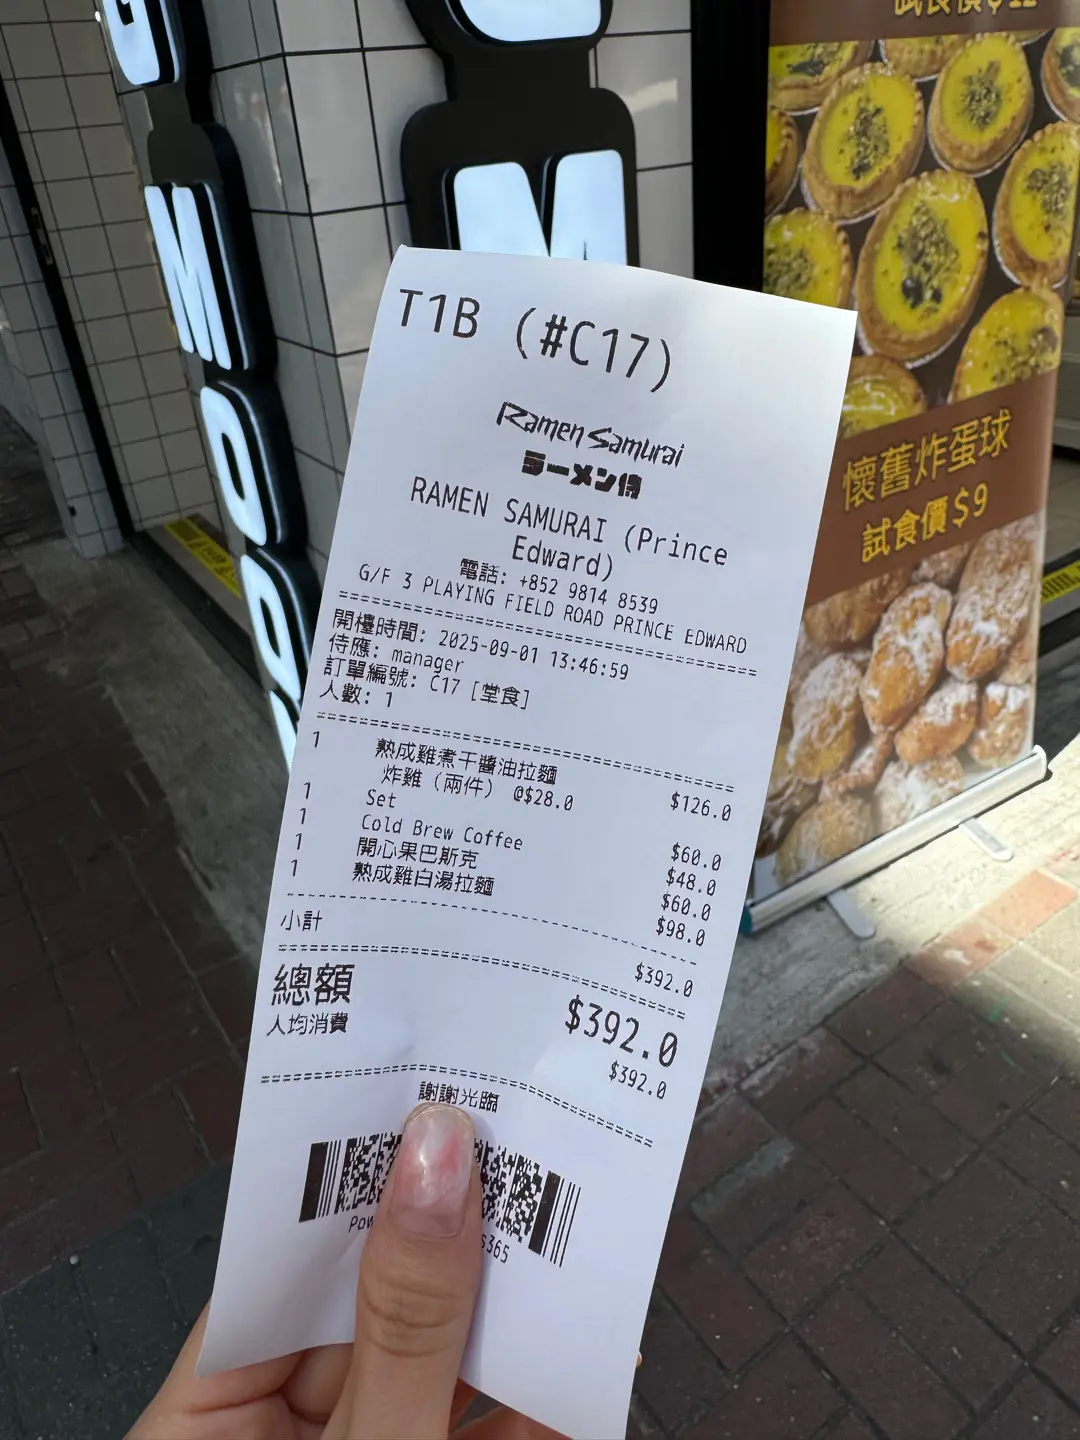 試食價$12
懷舊炸蛋球
試食價$9
T1B (#C17)
Ramen Samurai
ラーメン侍
RAMEN SAMURAI (Prince
Edward)
電話: +852 9814 8539
G/F 3 PLAYING FIELD ROAD PRINCE EDWARD
開檯時間: 2025-09-01 13:46:59
侍應: manager
訂單編號: C17 [堂食]
人數: 1
1 熟成雞煮干醬油拉麵 $126.0
炸雞 (兩件) @$28.0
1 Set $60.0
1 Cold Brew Coffee $48.0
1 開心果巴斯克 $60.0
1 熟成雞白湯拉麵 $98.0
小計 $392.0
總額 $392.0
人均消費 $392.0
謝謝光臨